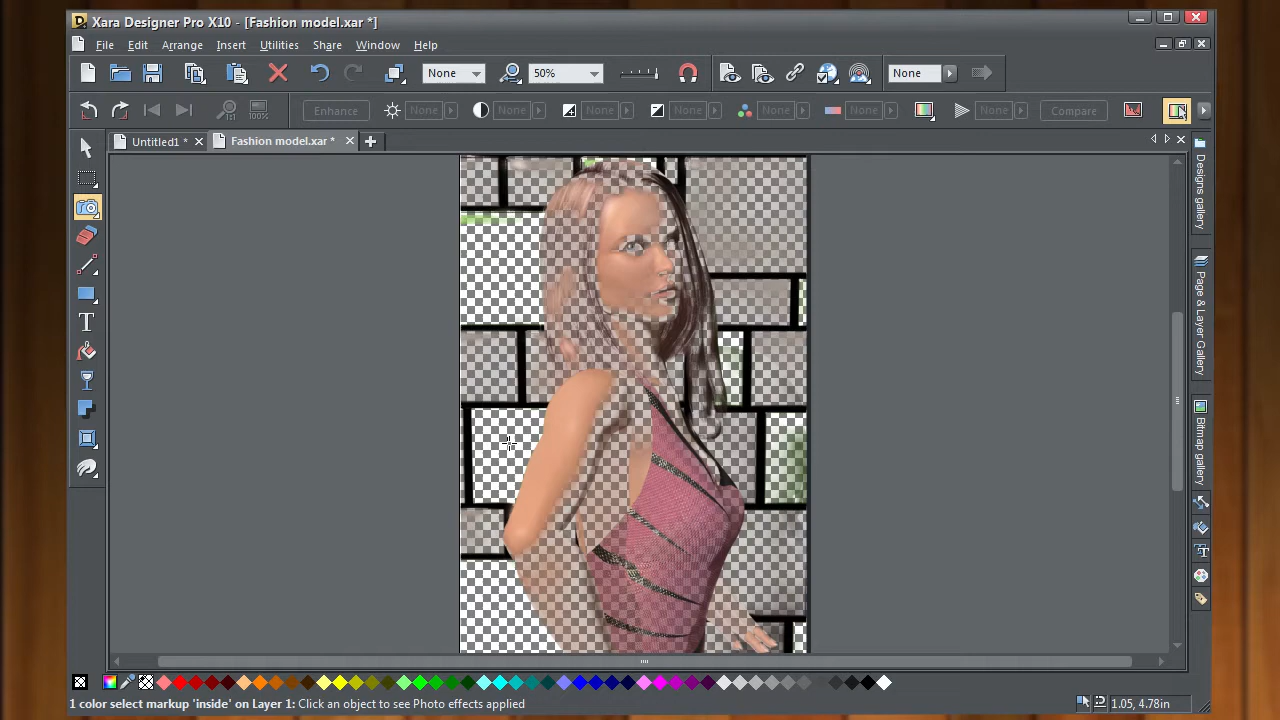 Xara Designer Pro X10 - [Fashion model.xar *]
File Edit Arrange Insert Utilities Share Window Help
None 50% None
Enhance None None None None None None None Compare
Untitled1 * Fashion model.xar *
Designs gallery
Page & Layer Gallery
Bitmap gallery
1 color select markup 'inside' on Layer 1: Click an object to see Photo effects applied 1.05, 4.78in